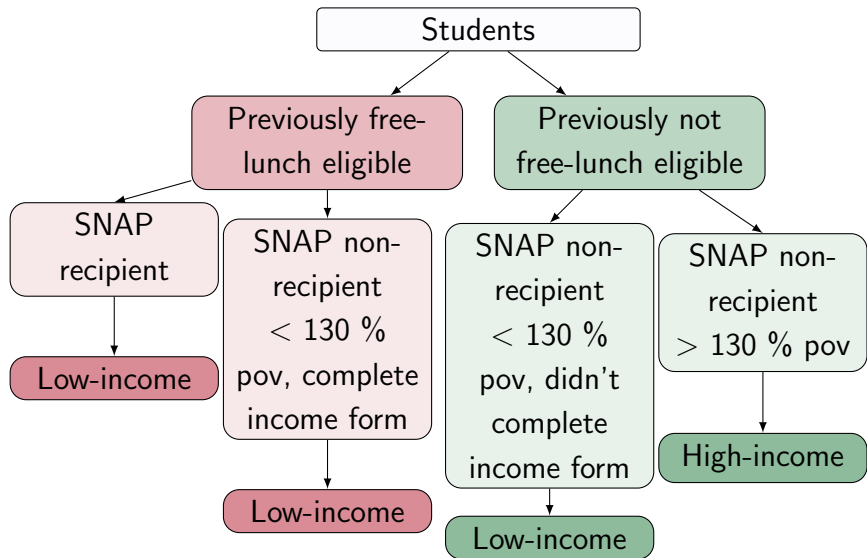 Students
Previously free-
lunch eligible
Previously not
free-lunch eligible
SNAP
recipient
SNAP non-
recipient
< 130 %
pov, complete
income form
SNAP non-
recipient
< 130 %
pov, didn't
complete
income form
SNAP non-
recipient
> 130 % pov
Low-income
Low-income
Low-income
High-income